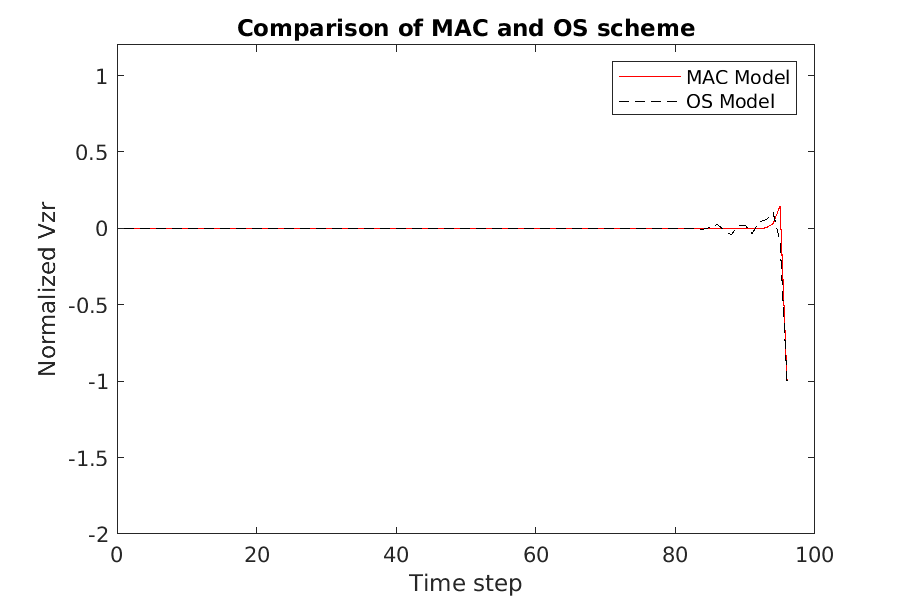 Comparison of MAC and OS scheme
MAC Model
OS Model
1
0.5
0
-0.5
-1
-1.5
-2
Normalized Vzr
0 20 40 60 80 100
Time step